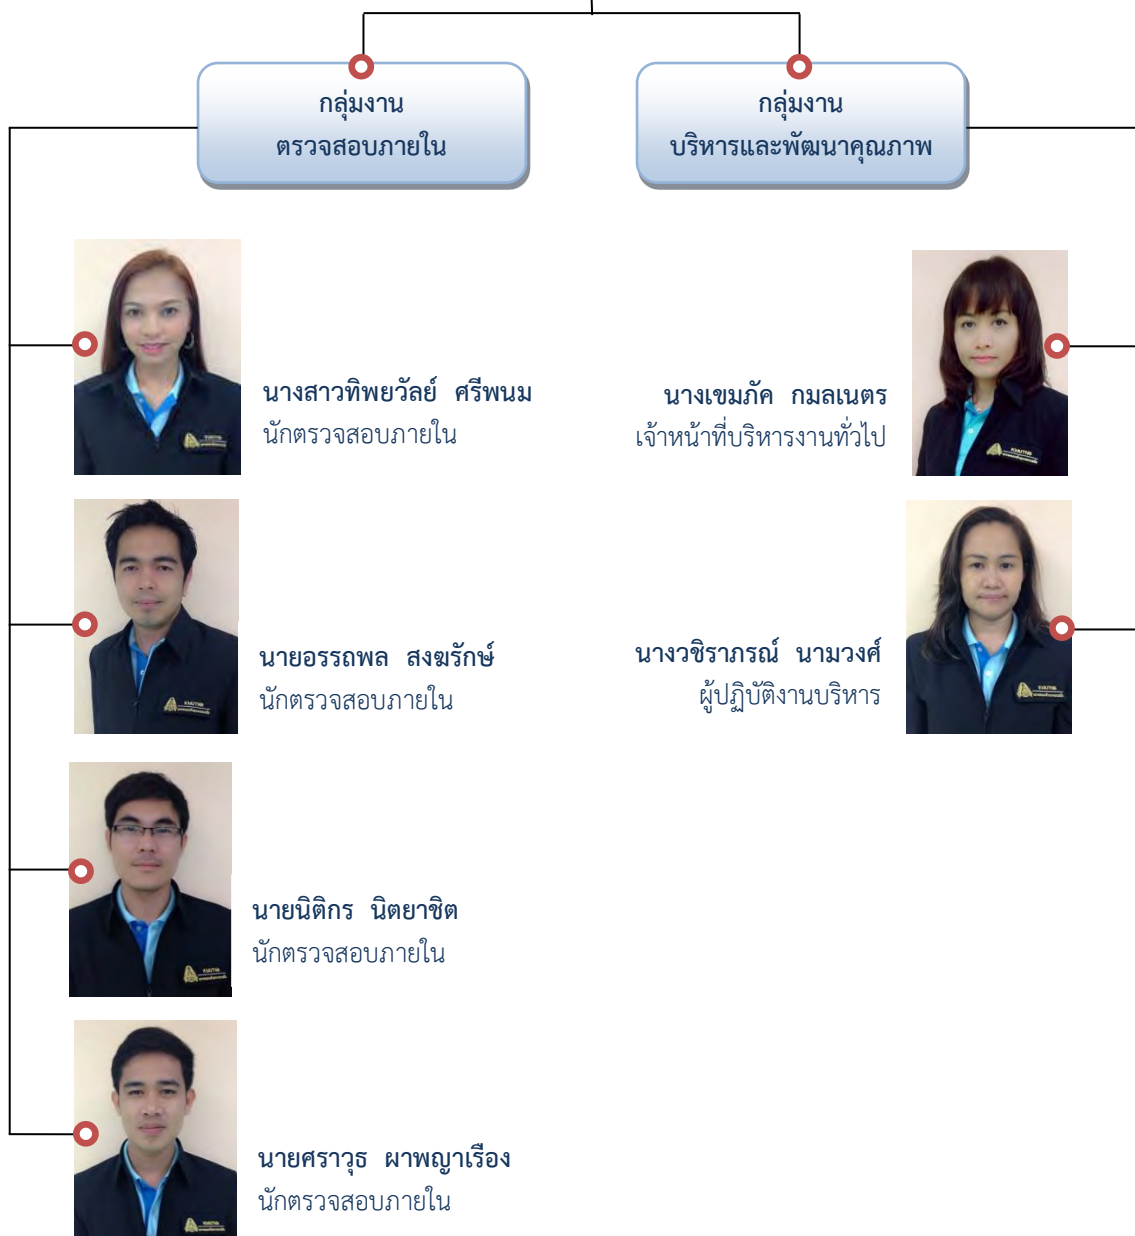 กลุ่มงาน
ตรวจสอบภายใน
กลุ่มงาน
บริหารและพัฒนาคุณภาพ
นางสาวทิพยวัลย์ ศรีพนม
นักตรวจสอบภายใน
นางเขมภัค กมลเนตร
เจ้าหน้าที่บริหารงานทั่วไป
นายอรรถพล สงฆรักษ์
นักตรวจสอบภายใน
นางวชิราภรณ์ นามวงศ์
ผู้ปฏิบัติงานบริหาร
นายนิติกร นิตยาชิต
นักตรวจสอบภายใน
นายศราวุธ ผาพญาเรือง
นักตรวจสอบภายใน